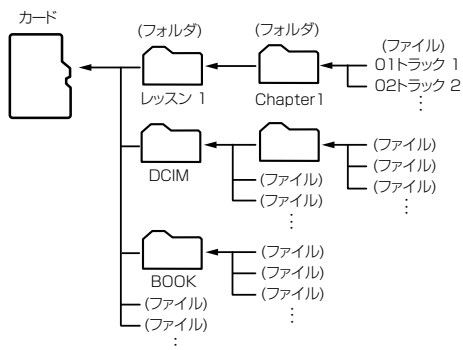 カード
(フォルダ)
(フォルダ)
(ファイル)
01トラック 1
02トラック 2
⋮
レッスン 1
Chapter1
(ファイル)
(ファイル)
(ファイル)
⋮
DCIM
(ファイル)
(ファイル)
⋮
BOOK
(ファイル)
(ファイル)
(ファイル)
⋮
(ファイル)
(ファイル)
⋮